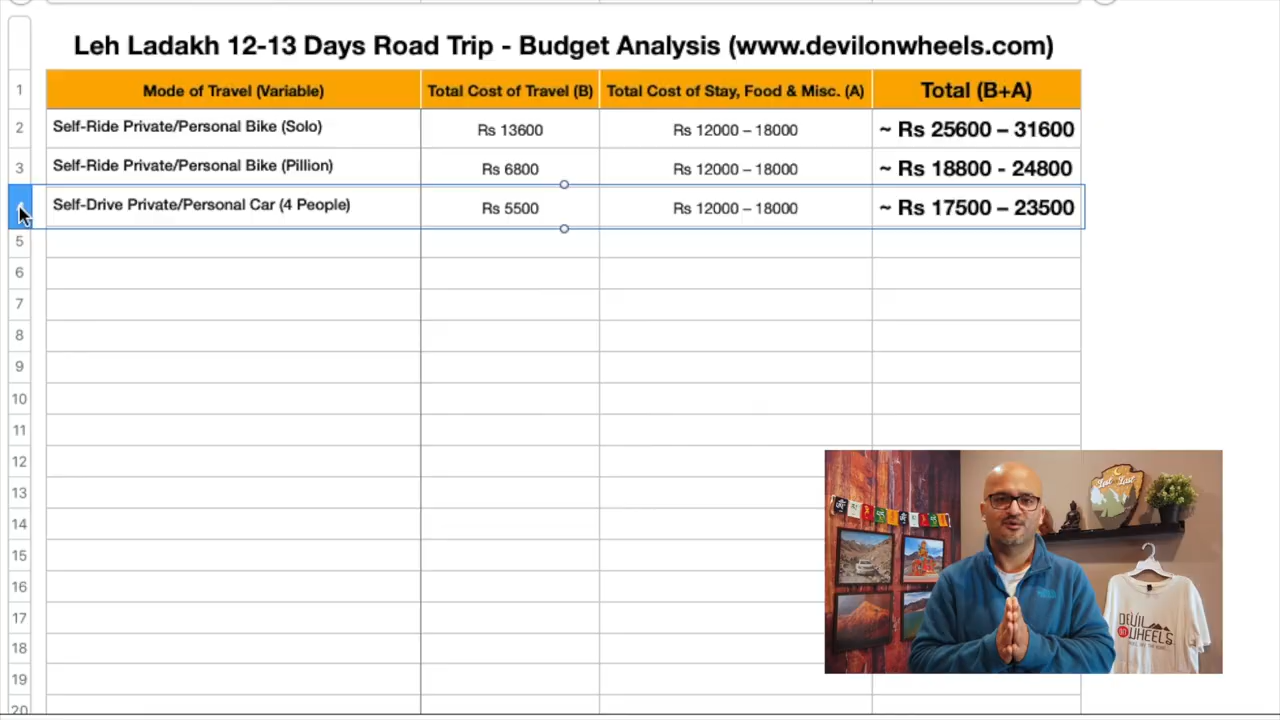 Leh Ladakh 12-13 Days Road Trip - Budget Analysis (www.devilonwheels.com)
1 Mode of Travel (Variable) Total Cost of Travel (B) Total Cost of Stay, Food & Misc. (A) Total (B+A)
2 Self-Ride Private/Personal Bike (Solo) Rs 13600 Rs 12000 – 18000 ~ Rs 25600 – 31600
3 Self-Ride Private/Personal Bike (Pillion) Rs 6800 Rs 12000 – 18000 ~ Rs 18800 - 24800
Self-Drive Private/Personal Car (4 People) Rs 5500 Rs 12000 – 18000 ~ Rs 17500 – 23500
5
6
7
8
9
10
11
12
13
14
15
16
17
18
19
20
DEVIL
ON WHEELS